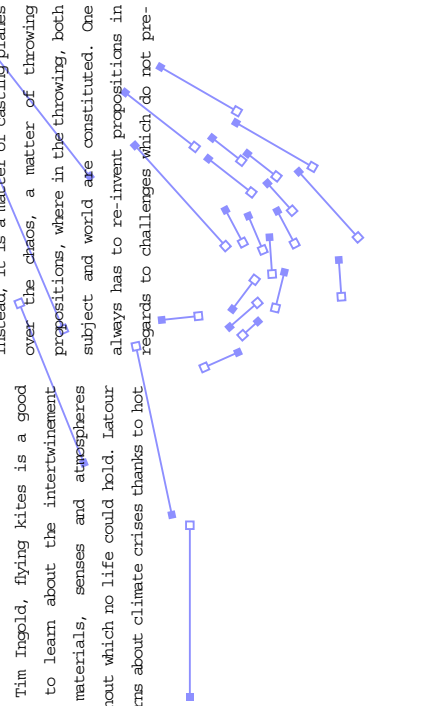 Instead, it is a matter of casting planes
over the chaos, a matter of throwing
propositions, where in the throwing, both
subject and world are constituted. One
always has to re-invent propositions in
regards to challenges which do not pre-
Tim Ingold, flying kites is a good
to learn about the intertwinement
materials, senses and atmospheres
which no life could hold. Latour
about climate crises thanks to hot